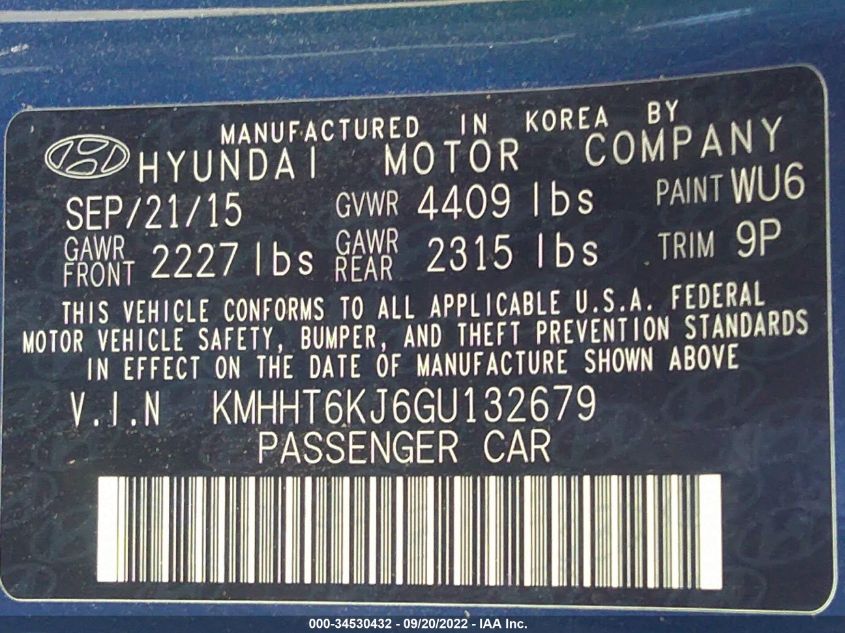 MANUFACTURED IN KOREA BY
HYUNDAI MOTOR COMPANY
SEP/21/15 GVWR 4409 lbs PAINT WU6
GAWR FRONT 2227 lbs GAWR REAR 2315 lbs TRIM 9P
THIS VEHICLE CONFORMS TO ALL APPLICABLE U.S.A. FEDERAL
MOTOR VEHICLE SAFETY, BUMPER, AND THEFT PREVENTION STANDARDS
IN EFFECT ON THE DATE OF MANUFACTURE SHOWN ABOVE
V.I.N KMHHT6KJ6GU132679
PASSENGER CAR
000-34530432 - 09/20/2022 - IAA Inc.